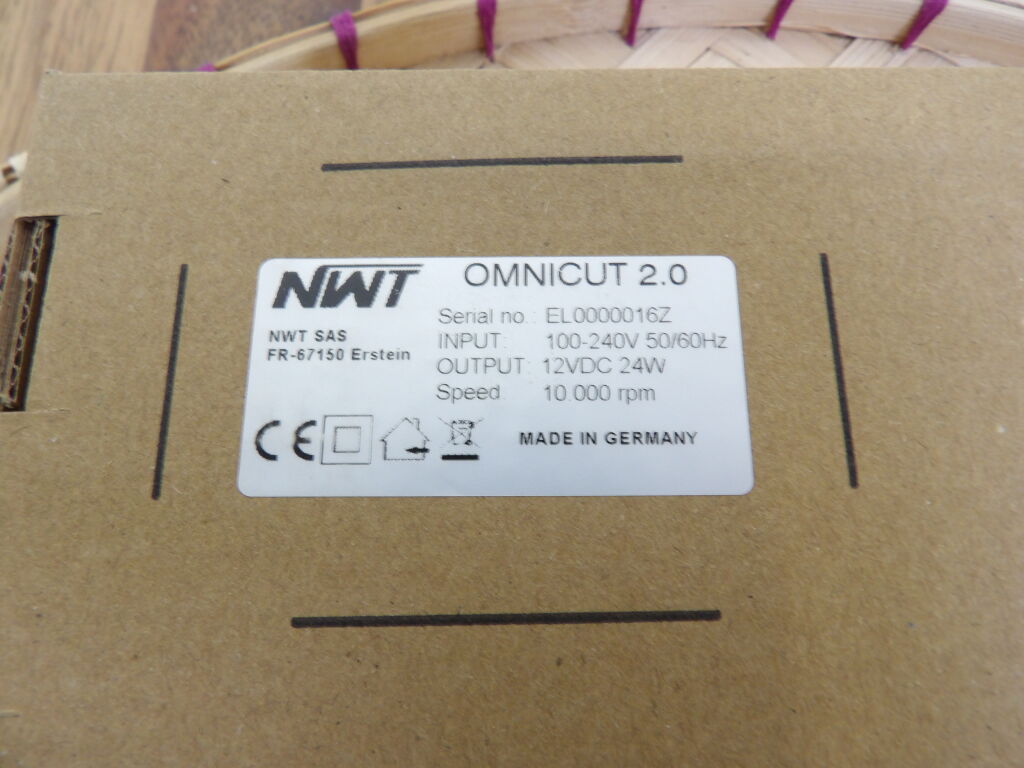 NWT
OMNICUT 2.0
NWT SAS
FR-67150 Erstein
Serial no.: EL0000016Z
INPUT: 100-240V 50/60Hz
OUTPUT: 12VDC 24W
Speed: 10.000 rpm
CE
MADE IN GERMANY